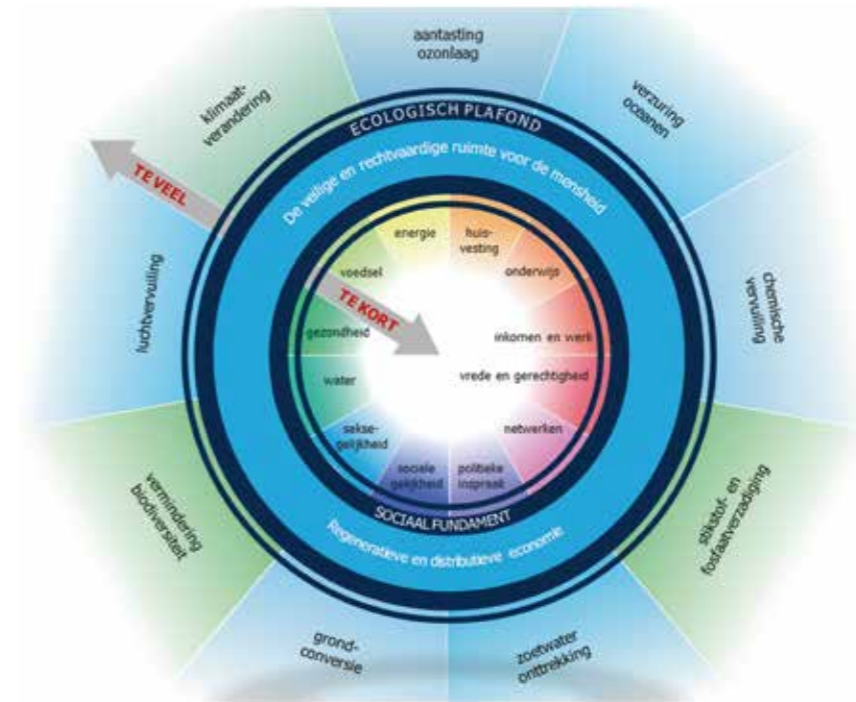 aantasting
ozonlaag
verzuring
oceanen
chemische
vervuiling
stikstof- en
fosfaatverzadiging
zoetwater
onttrekking
grond-
conversie
vermindering
biodiversiteit
luchtvervuiling
klimaat-
verandering
TE VEEL
ECOLOGISCH PLAFOND
De veilige en rechtvaardige ruimte voor de mensheid
energie
huis-
vesting
onderwijs
inkomen en werk
vrede en gerechtigheid
netwerken
politieke
inspraak
sociele
gelijkheid
sekse-
gelijkheid
water
gezondheid
voedsel
TE KORT
SOCIAAL FUNDAMENT
Regeneratieve en distributieve economie